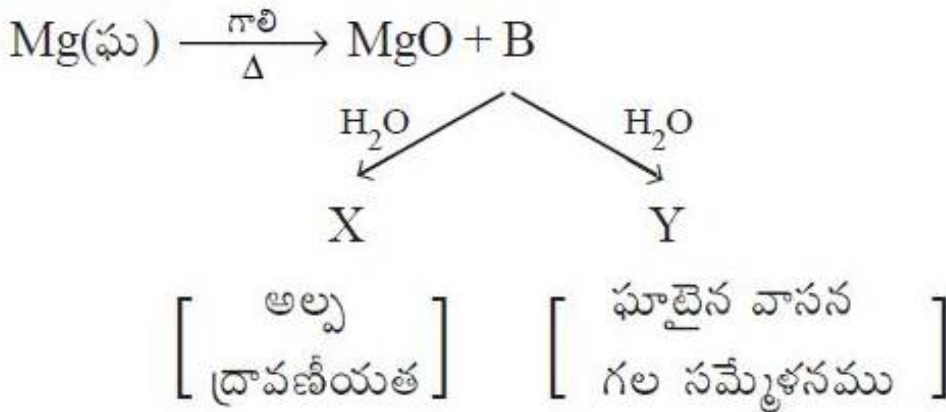 Mg(ఘ) గాలి Δ MgO + B
H₂O H₂O
X Y
[ అల్ప ద్రావణీయత ] [ ఘాటైన వాసన గల సమ్మేళనము ]